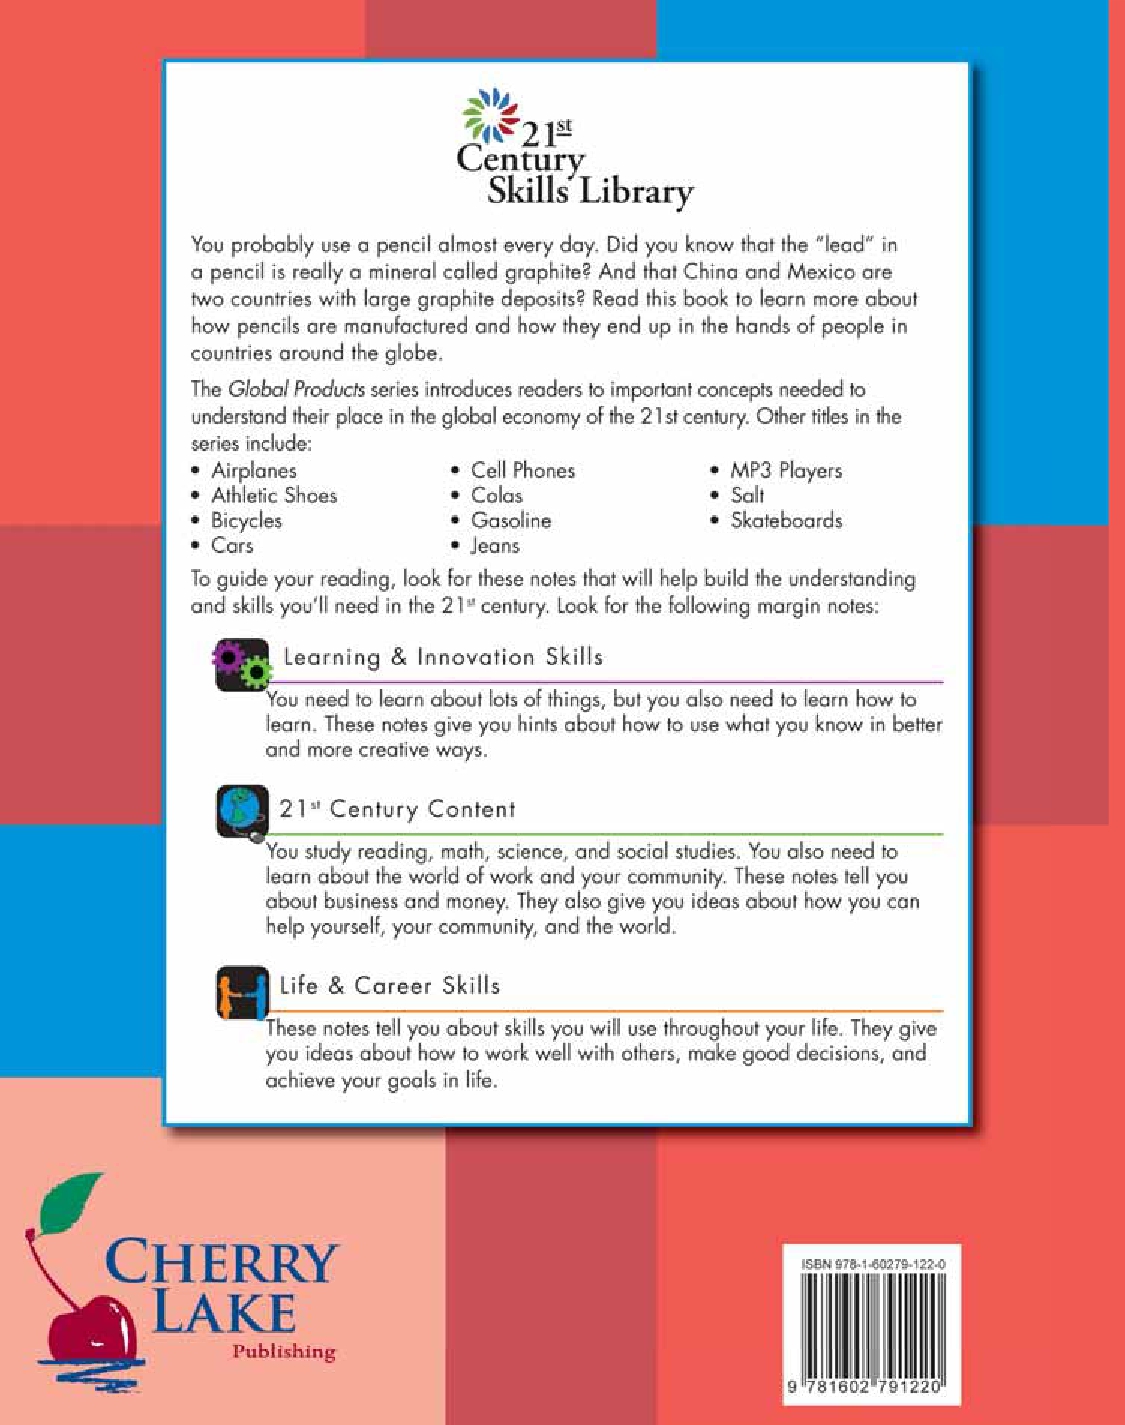 21st
Century
Skills Library
You probably use a pencil almost every day. Did you know that the “lead” in
a pencil is really a mineral called graphite? And that China and Mexico are
two countries with large graphite deposits? Read this book to learn more about
how pencils are manufactured and how they end up in the hands of people in
countries around the globe.
The Global Products series introduces readers to important concepts needed to
understand their place in the global economy of the 21st century. Other titles in the
series include:
• Airplanes
• Athletic Shoes
• Bicycles
• Cars
• Cell Phones
• Colas
• Gasoline
• Jeans
• MP3 Players
• Salt
• Skateboards
To guide your reading, look for these notes that will help build the understanding
and skills you’ll need in the 21st century. Look for the following margin notes:
Learning & Innovation Skills
You need to learn about lots of things, but you also need to learn how to
learn. These notes give you hints about how to use what you know in better
and more creative ways.
21st Century Content
You study reading, math, science, and social studies. You also need to
learn about the world of work and your community. These notes tell you
about business and money. They also give you ideas about how you can
help yourself, your community, and the world.
Life & Career Skills
These notes tell you about skills you will use throughout your life. They give
you ideas about how to work well with others, make good decisions, and
achieve your goals in life.
CHERRY
LAKE
Publishing
ISBN 978-1-60279-122-0
9 781602 791220